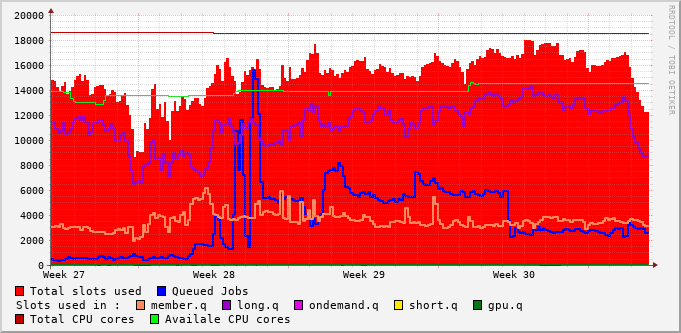 20000
18000
16000
14000
12000
10000
8000
6000
4000
2000
0
Week 27 Week 28 Week 29 Week 30
Total slots used Queued Jobs
Slots used in : member.q long.q ondemand.q short.q gpu.q
Total CPU cores Availale CPU cores
RRDTOOL / TOBI OETIKER